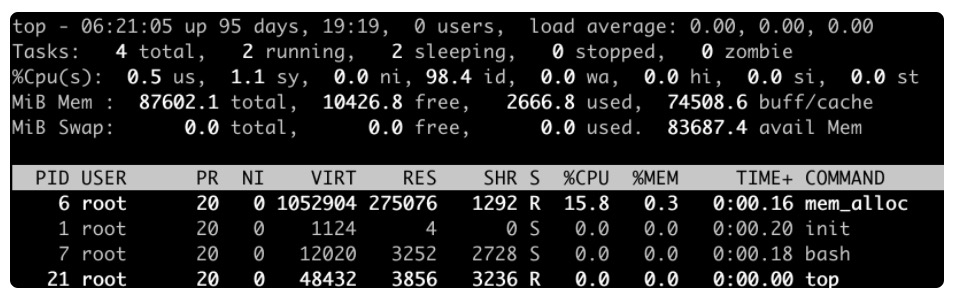 top - 06:21:05 up 95 days, 19:19,  0 users,  load average: 0.00, 0.00, 0.00
Tasks:   4 total,   2 running,   2 sleeping,   0 stopped,   0 zombie
%Cpu(s):  0.5 us,  1.1 sy,  0.0 ni, 98.4 id,  0.0 wa,  0.0 hi,  0.0 si,  0.0 st
MiB Mem :  87602.1 total,  10426.8 free,   2666.8 used,  74508.6 buff/cache
MiB Swap:      0.0 total,      0.0 free,      0.0 used.  83687.4 avail Mem
PID USER      PR  NI    VIRT    RES    SHR S  %CPU  %MEM     TIME+ COMMAND
6 root      20   0 1052904 275076   1292 R  15.8   0.3   0:00.16 mem_alloc
1 root      20   0    1124      4      0 S   0.0   0.0   0:00.20 init
7 root      20   0   12020   3252   2728 S   0.0   0.0   0:00.18 bash
21 root      20   0   48432   3856   3236 R   0.0   0.0   0:00.00 top